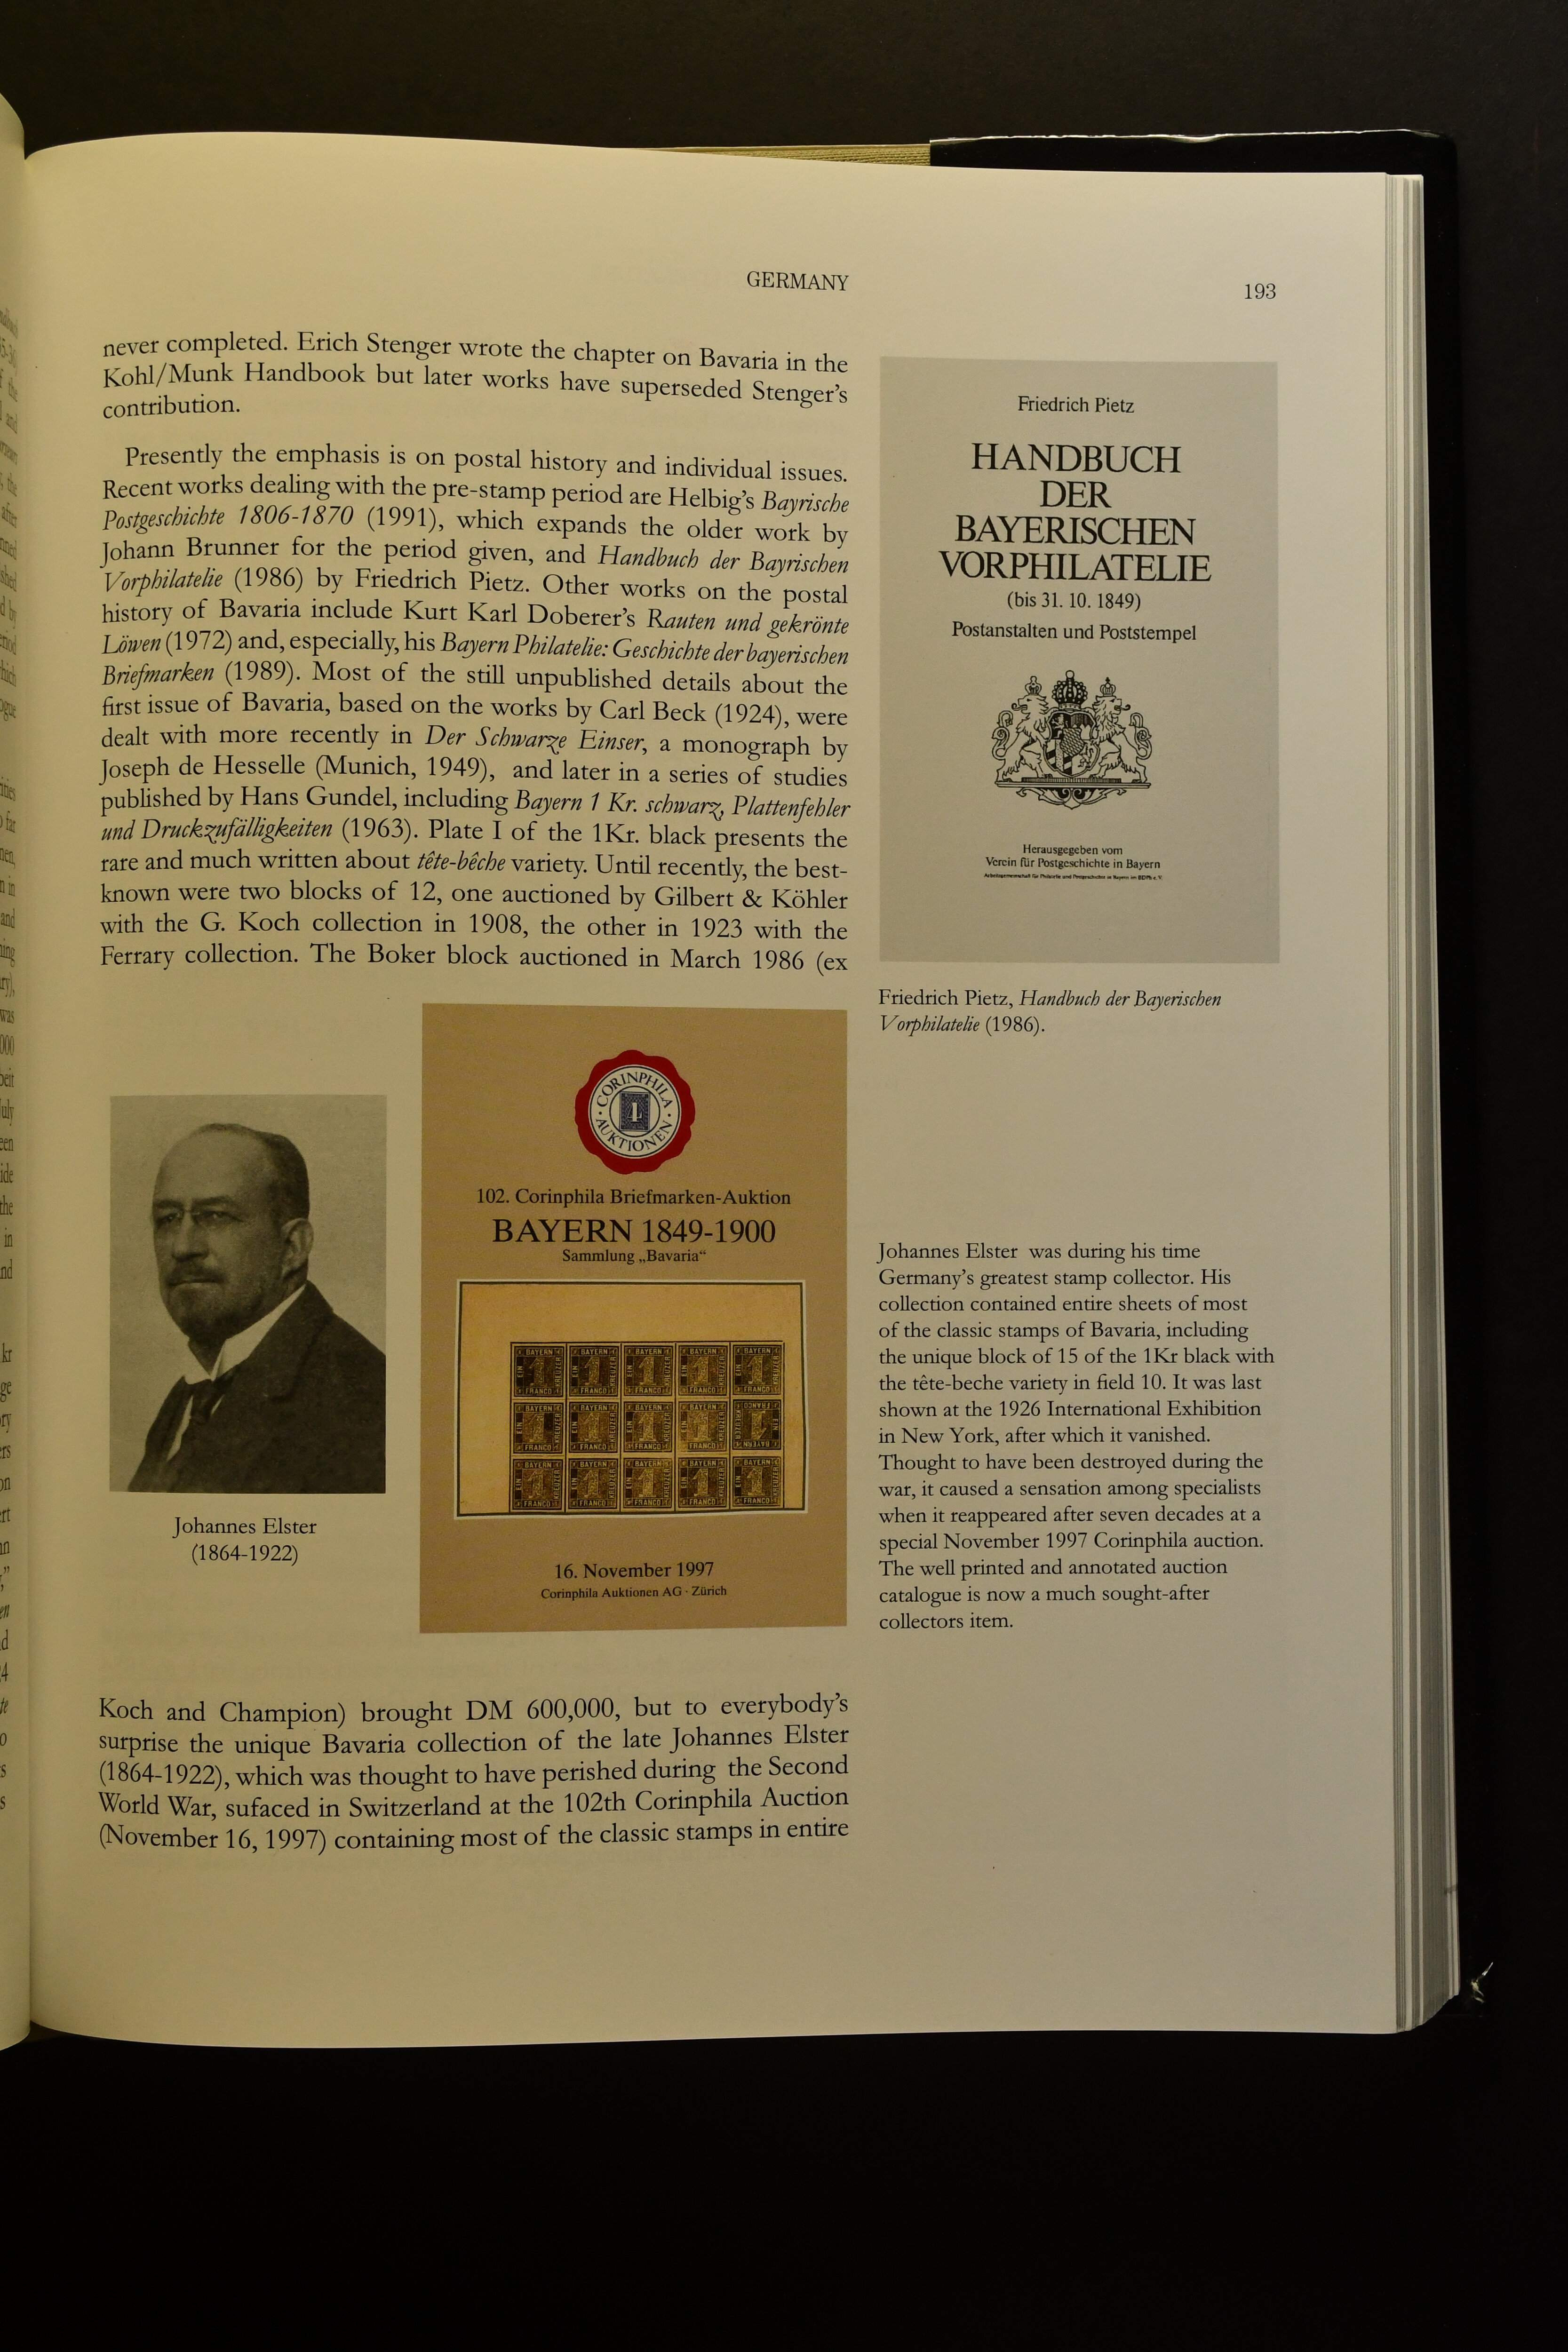 GERMANY
193
never completed. Erich Stenger wrote the chapter on Bavaria in the
Kohl/Munk Handbook but later works have superseded Stenger's
contribution.
Presently the emphasis is on postal history and individual issues.
Recent works dealing with the pre-stamp period are Helbig's Bayrische
Postgeschichte 1806-1870 (1991), which expands the older work by
Johann Brunner for the period given, and Handbuch der Bayrischen
Vorphilatelie (1986) by Friedrich Pietz. Other works on the postal
history of Bavaria include Kurt Karl Doberer's Rauten und gekrönte
Löwen (1972) and, especially, his Bayern Philatelie: Geschichte der bayerischen
Briefmarken (1989). Most of the still unpublished details about the
first issue of Bavaria, based on the works by Carl Beck (1924), were
dealt with more recently in Der Schwarze Einser, a monograph by
Joseph de Hesselle (Munich, 1949), and later in a series of studies
published by Hans Gundel, including Bayern 1 Kr. schwarz, Plattenfehler
und Druckzufälligkeiten (1963). Plate I of the 1Kr. black presents the
rare and much written about tête-bêche variety. Until recently, the best-
known were two blocks of 12, one auctioned by Gilbert & Köhler
with the G. Koch collection in 1908, the other in 1923 with the
Ferrary collection. The Boker block auctioned in March 1986 (ex
Friedrich Pietz
HANDBUCH
DER
BAYERISCHEN
VORPHILATELIE
(bis 31. 10. 1849)
Postanstalten und Poststempel
Herausgegeben vom
Verein für Postgeschichte in Bayern
Friedrich Pietz, Handbuch der Bayerischen
Vorphilatelie (1986).
Johannes Elster
(1864-1922)
CORINPHILA
AUKTIONEN
102. Corinphila Briefmarken-Auktion
BAYERN 1849-1900
Sammlung „Bavaria“
16. November 1997
Corinphila Auktionen AG · Zürich
Johannes Elster was during his time
Germany's greatest stamp collector. His
collection contained entire sheets of most
of the classic stamps of Bavaria, including
the unique block of 15 of the 1Kr black with
the tête-beche variety in field 10. It was last
shown at the 1926 International Exhibition
in New York, after which it vanished.
Thought to have been destroyed during the
war, it caused a sensation among specialists
when it reappeared after seven decades at a
special November 1997 Corinphila auction.
The well printed and annotated auction
catalogue is now a much sought-after
collectors item.
Koch and Champion) brought DM 600,000, but to everybody's
surprise the unique Bavaria collection of the late Johannes Elster
(1864-1922), which was thought to have perished during the Second
World War, sufaced in Switzerland at the 102th Corinphila Auction
(November 16, 1997) containing most of the classic stamps in entire